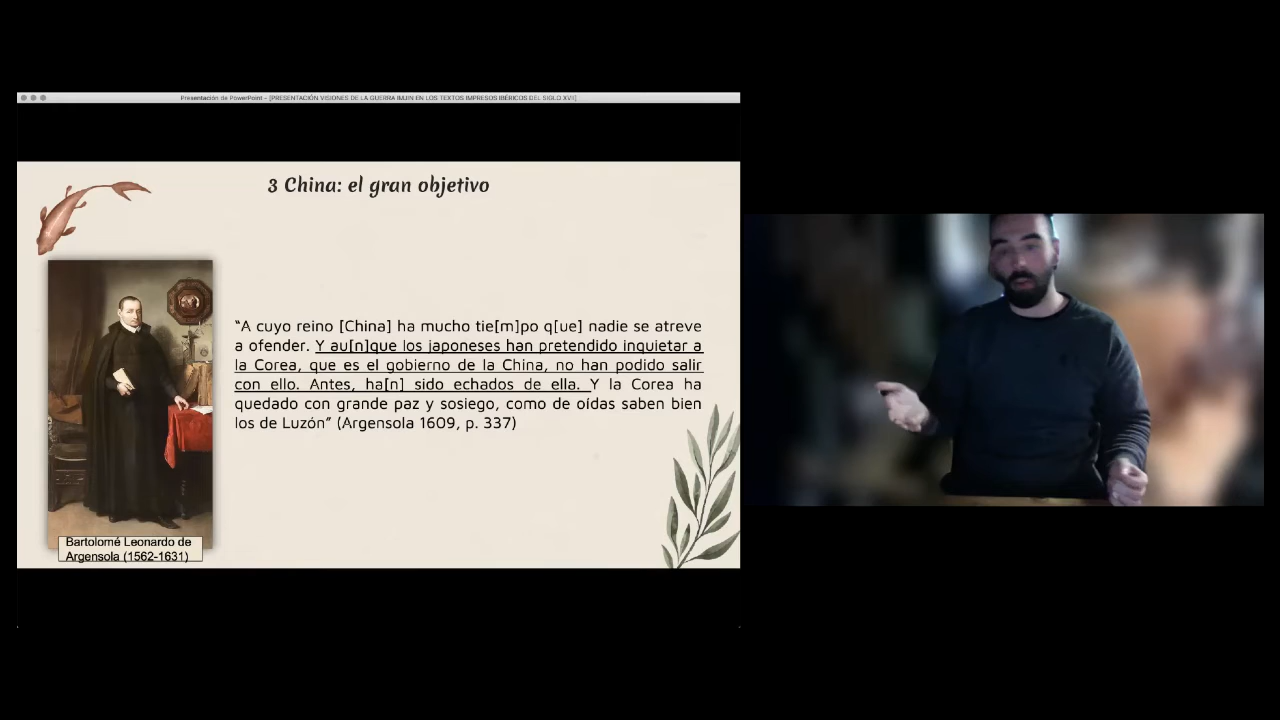 Presentación de PowerPoint - [PRESENTACIÓN VISIONES DE LA GUERRA IMJIN EN LOS TEXTOS IMPRESOS IBÉRICOS DEL SIGLO XVII]
3 China: el gran objetivo
“A cuyo reino [China] ha mucho tie[m]po q[ue] nadie se atreve
a ofender. Y au[n]que los japoneses han pretendido inquietar a
la Corea, que es el gobierno de la China, no han podido salir
con ello. Antes, ha[n] sido echados de ella. Y la Corea ha
quedado con grande paz y sosiego, como de oídas saben bien
los de Luzón” (Argensola 1609, p. 337)
Bartolomé Leonardo de
Argensola (1562-1631)